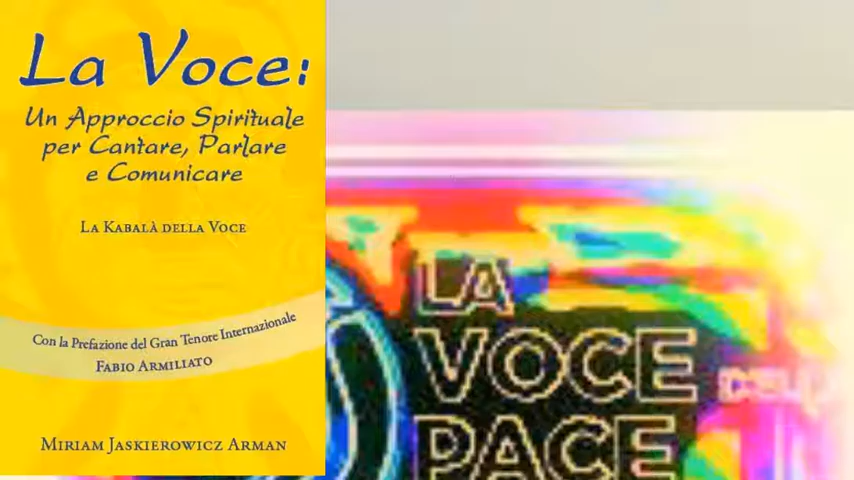 La Voce:
Un Approccio Spirituale
per Cantare, Parlare
e Comunicare
La Kabalà della Voce
Con la Prefazione del Gran Tenore Internazionale
Fabio Armiliato
Miriam Jaskierowicz Arman
LA
VOCE DELLA
PACE